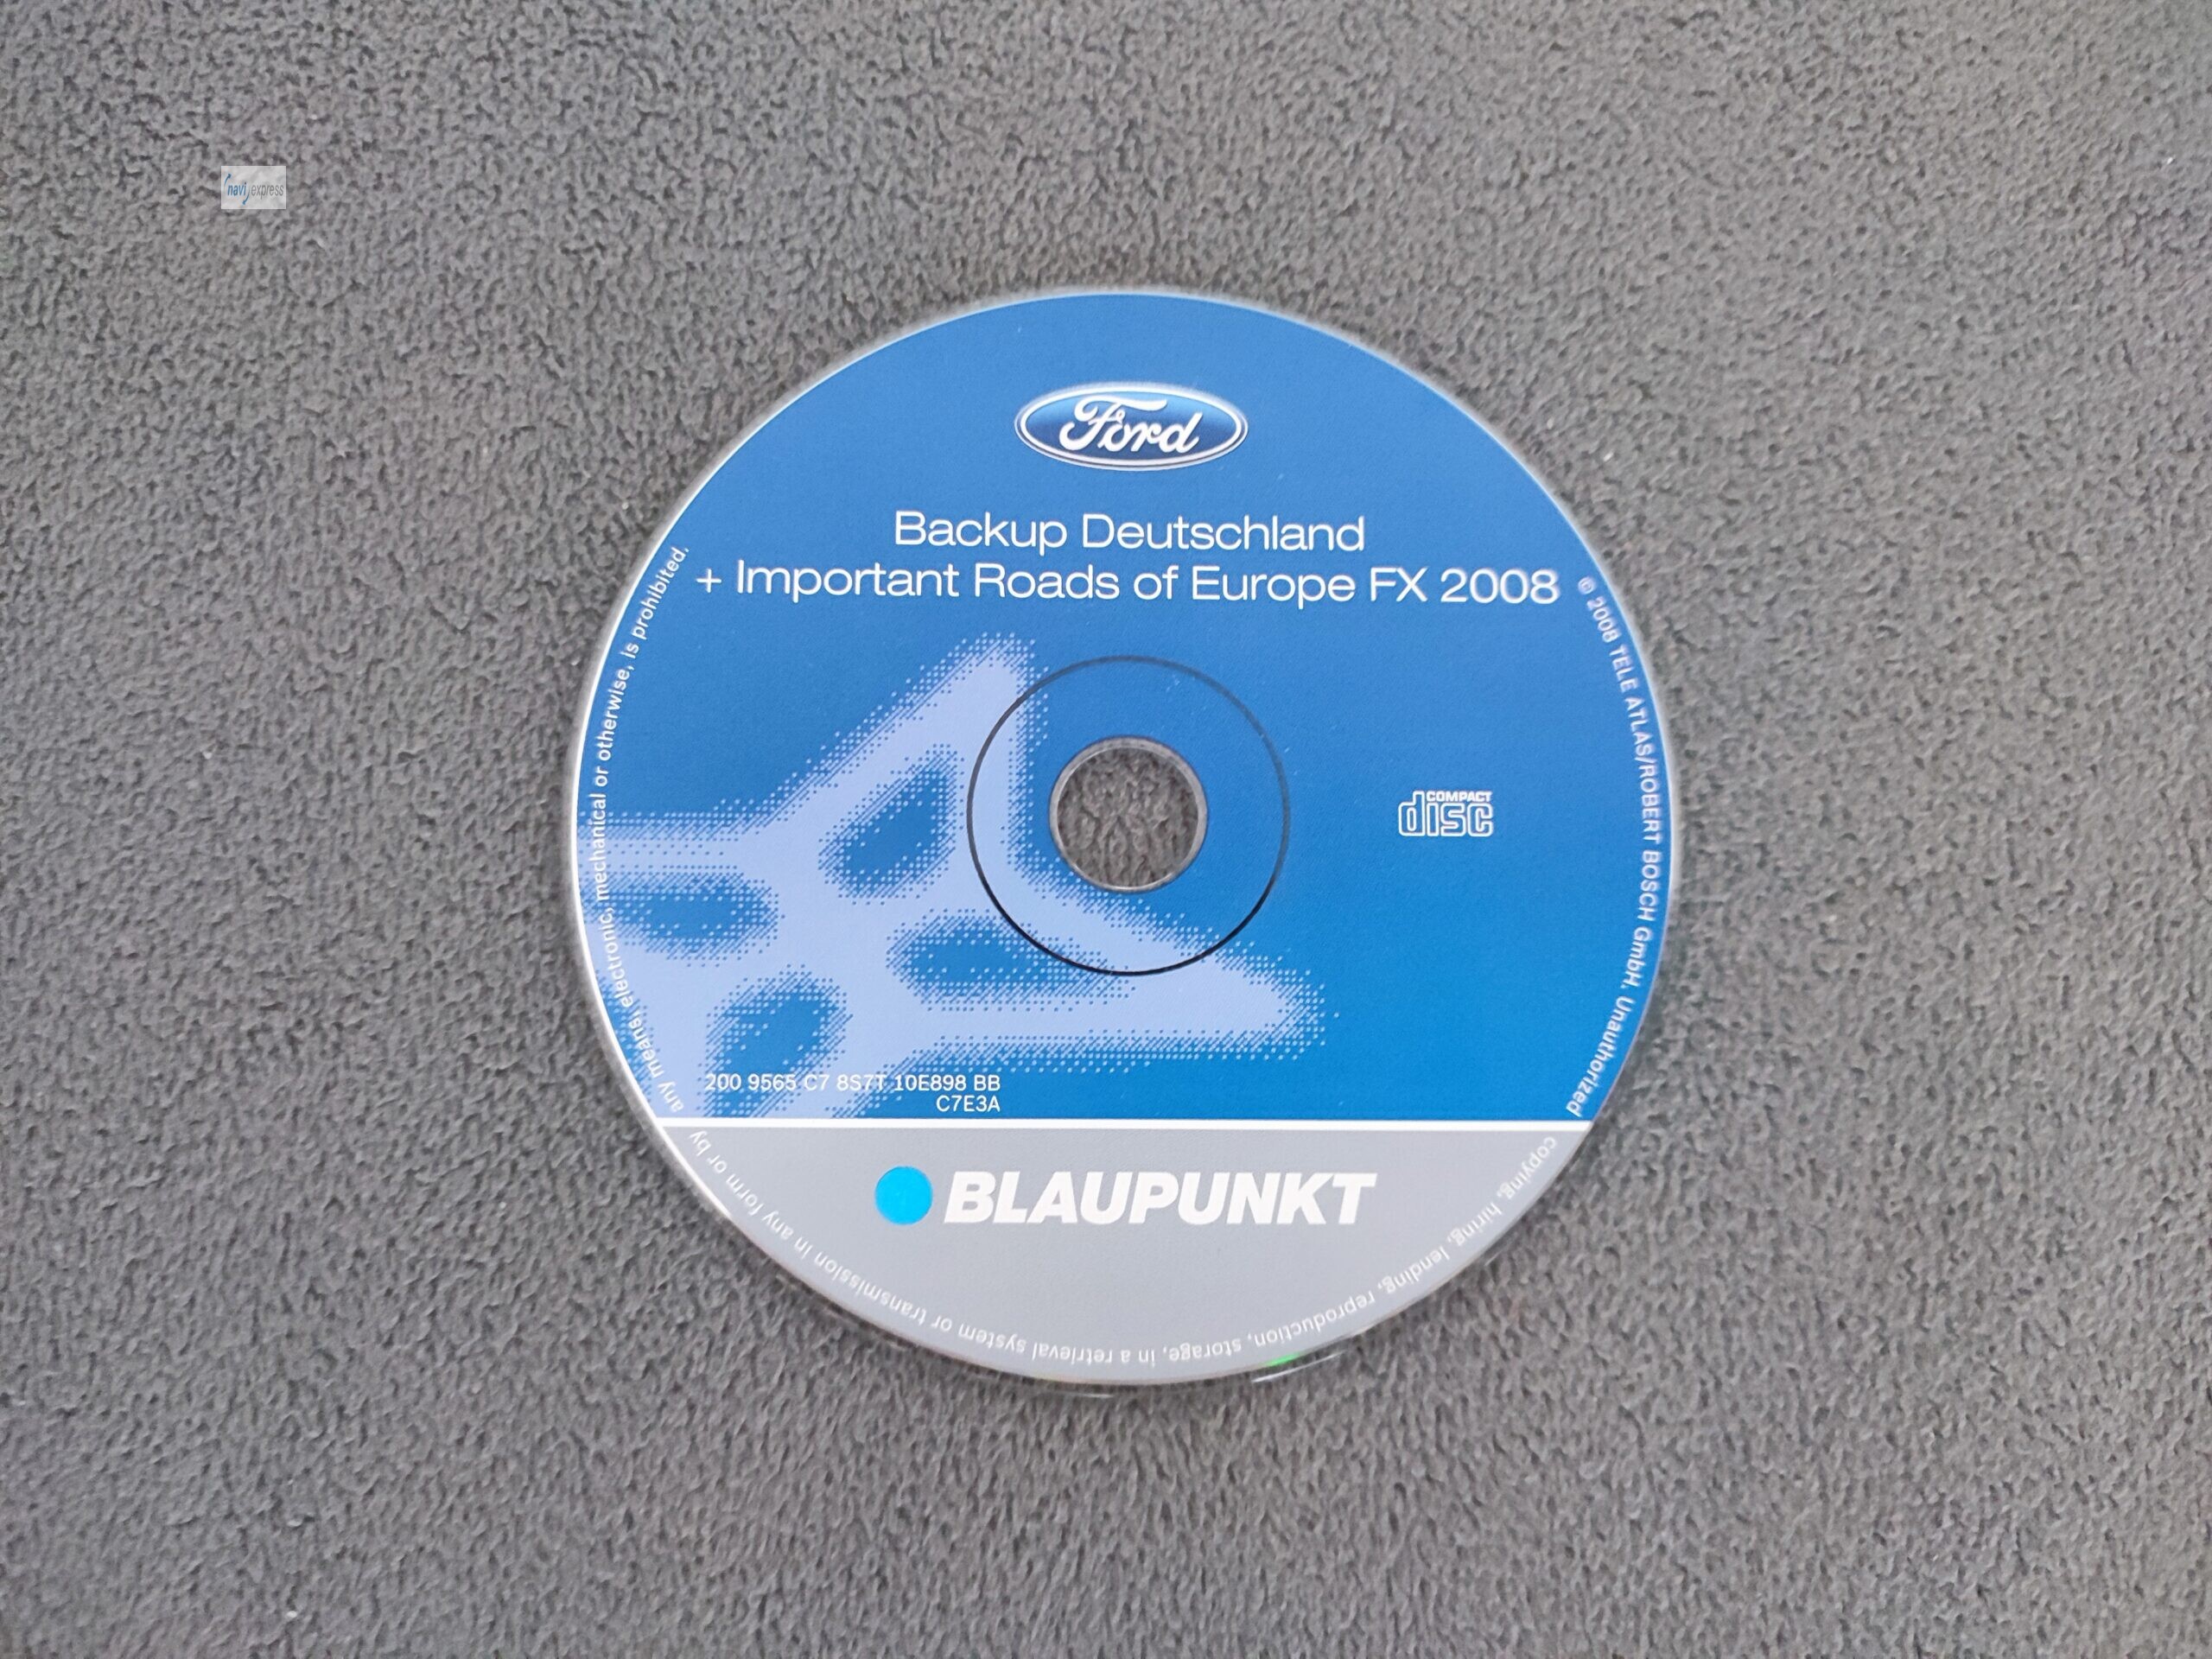 navi express
Ford
Backup Deutschland
+ Important Roads of Europe FX 2008
COMPACT
disc
200 9565 C7 8S7T 10E898 BB
C7E3A
BLAUPUNKT
© 2008 TELE ATLAS/ROBERT BOSCH GmbH. Unauthorized copying, hiring, lending, reproduction, storage, in a retrieval system or transmission in any form or by any means, electronic, mechanical or otherwise, is prohibited.